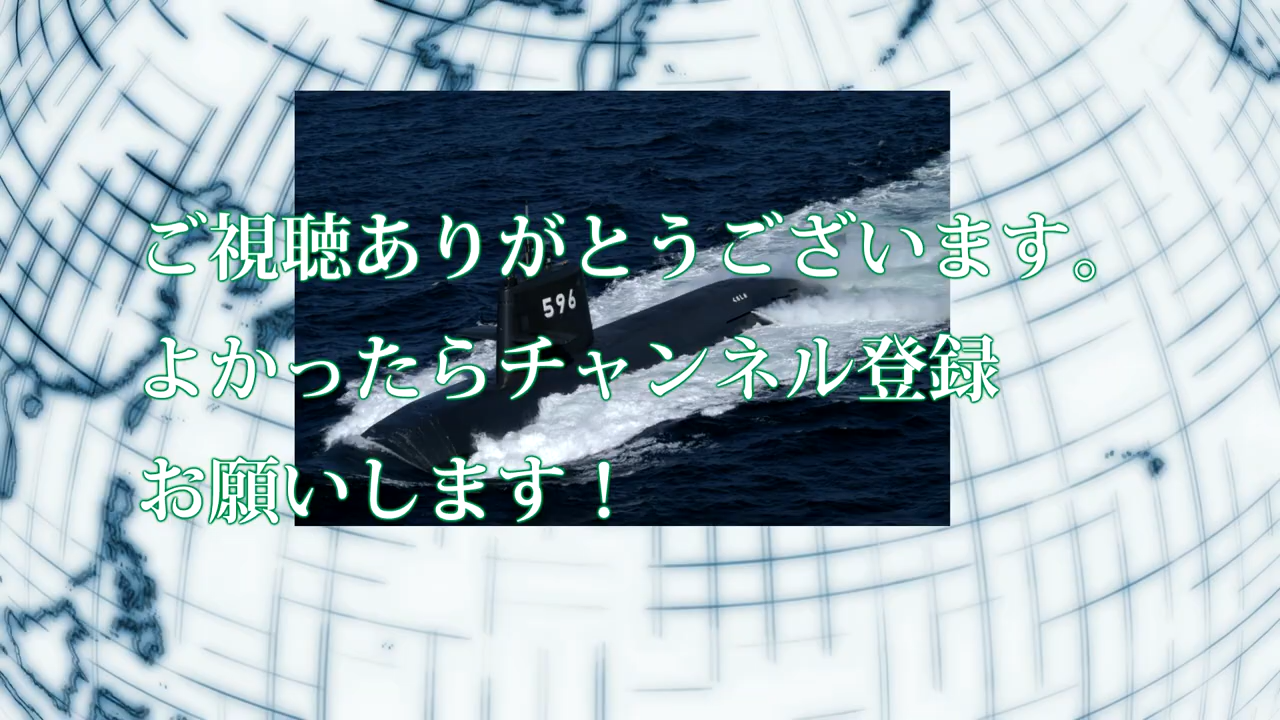 ご視聴ありがとうございます。
596
よかったらチャンネル登録
お願いします！